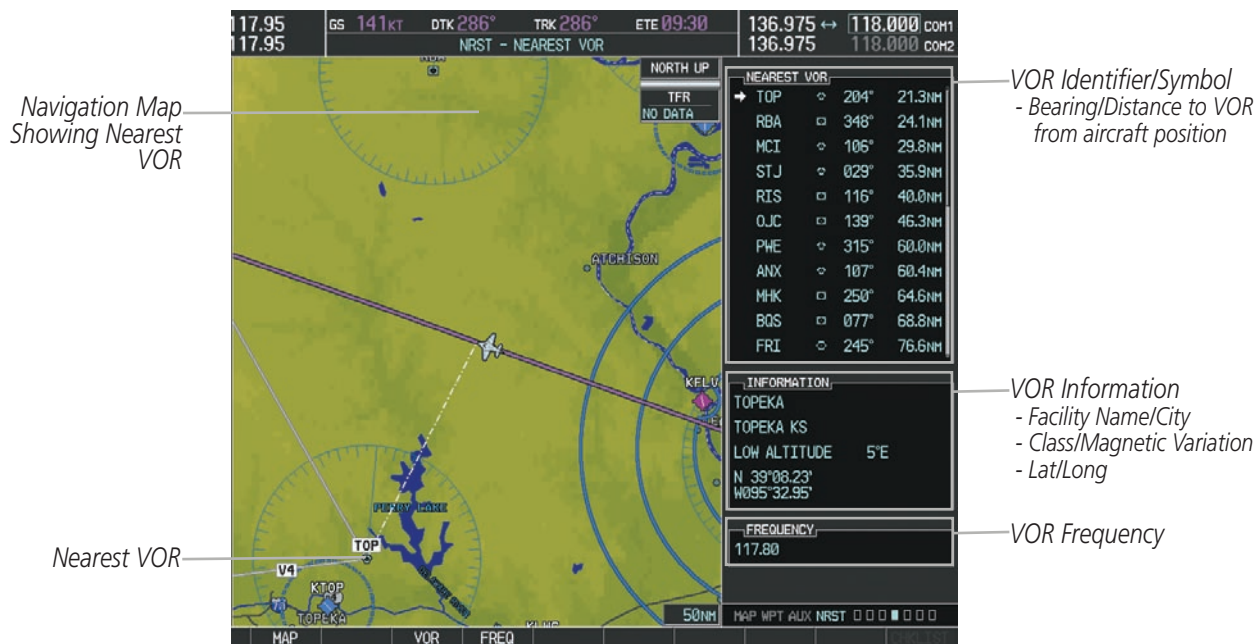 117.95
117.95
GS 141KT DTK 286° TRK 286° ETE 09:30
NRST - NEAREST VOR
136.975 ↔ 118.000 COM1
136.975 118.000 COM2
NORTH UP
TFR
NO DATA
ATCHISON
PERRY LAKE
TOP
V4
KTOP
TOPEKA
50NM
NEAREST VOR
TOP 204° 21.3NM
RBA 348° 24.1NM
MCI 106° 29.8NM
STJ 029° 35.9NM
RIS 116° 40.0NM
OJC 139° 46.3NM
PWE 315° 60.0NM
ANX 107° 60.4NM
MHK 250° 64.6NM
BQS 077° 68.8NM
FRI 245° 76.6NM
INFORMATION
TOPEKA
TOPEKA KS
LOW ALTITUDE 5°E
N 39°08.23'
W095°32.95'
FREQUENCY
117.80
MAP WPT AUX NRST
MAP VOR FREQ CHKLIST
Navigation Map
Showing Nearest
VOR
Nearest VOR
VOR Identifier/Symbol
- Bearing/Distance to VOR
from aircraft position
VOR Information
- Facility Name/City
- Class/Magnetic Variation
- Lat/Long
VOR Frequency